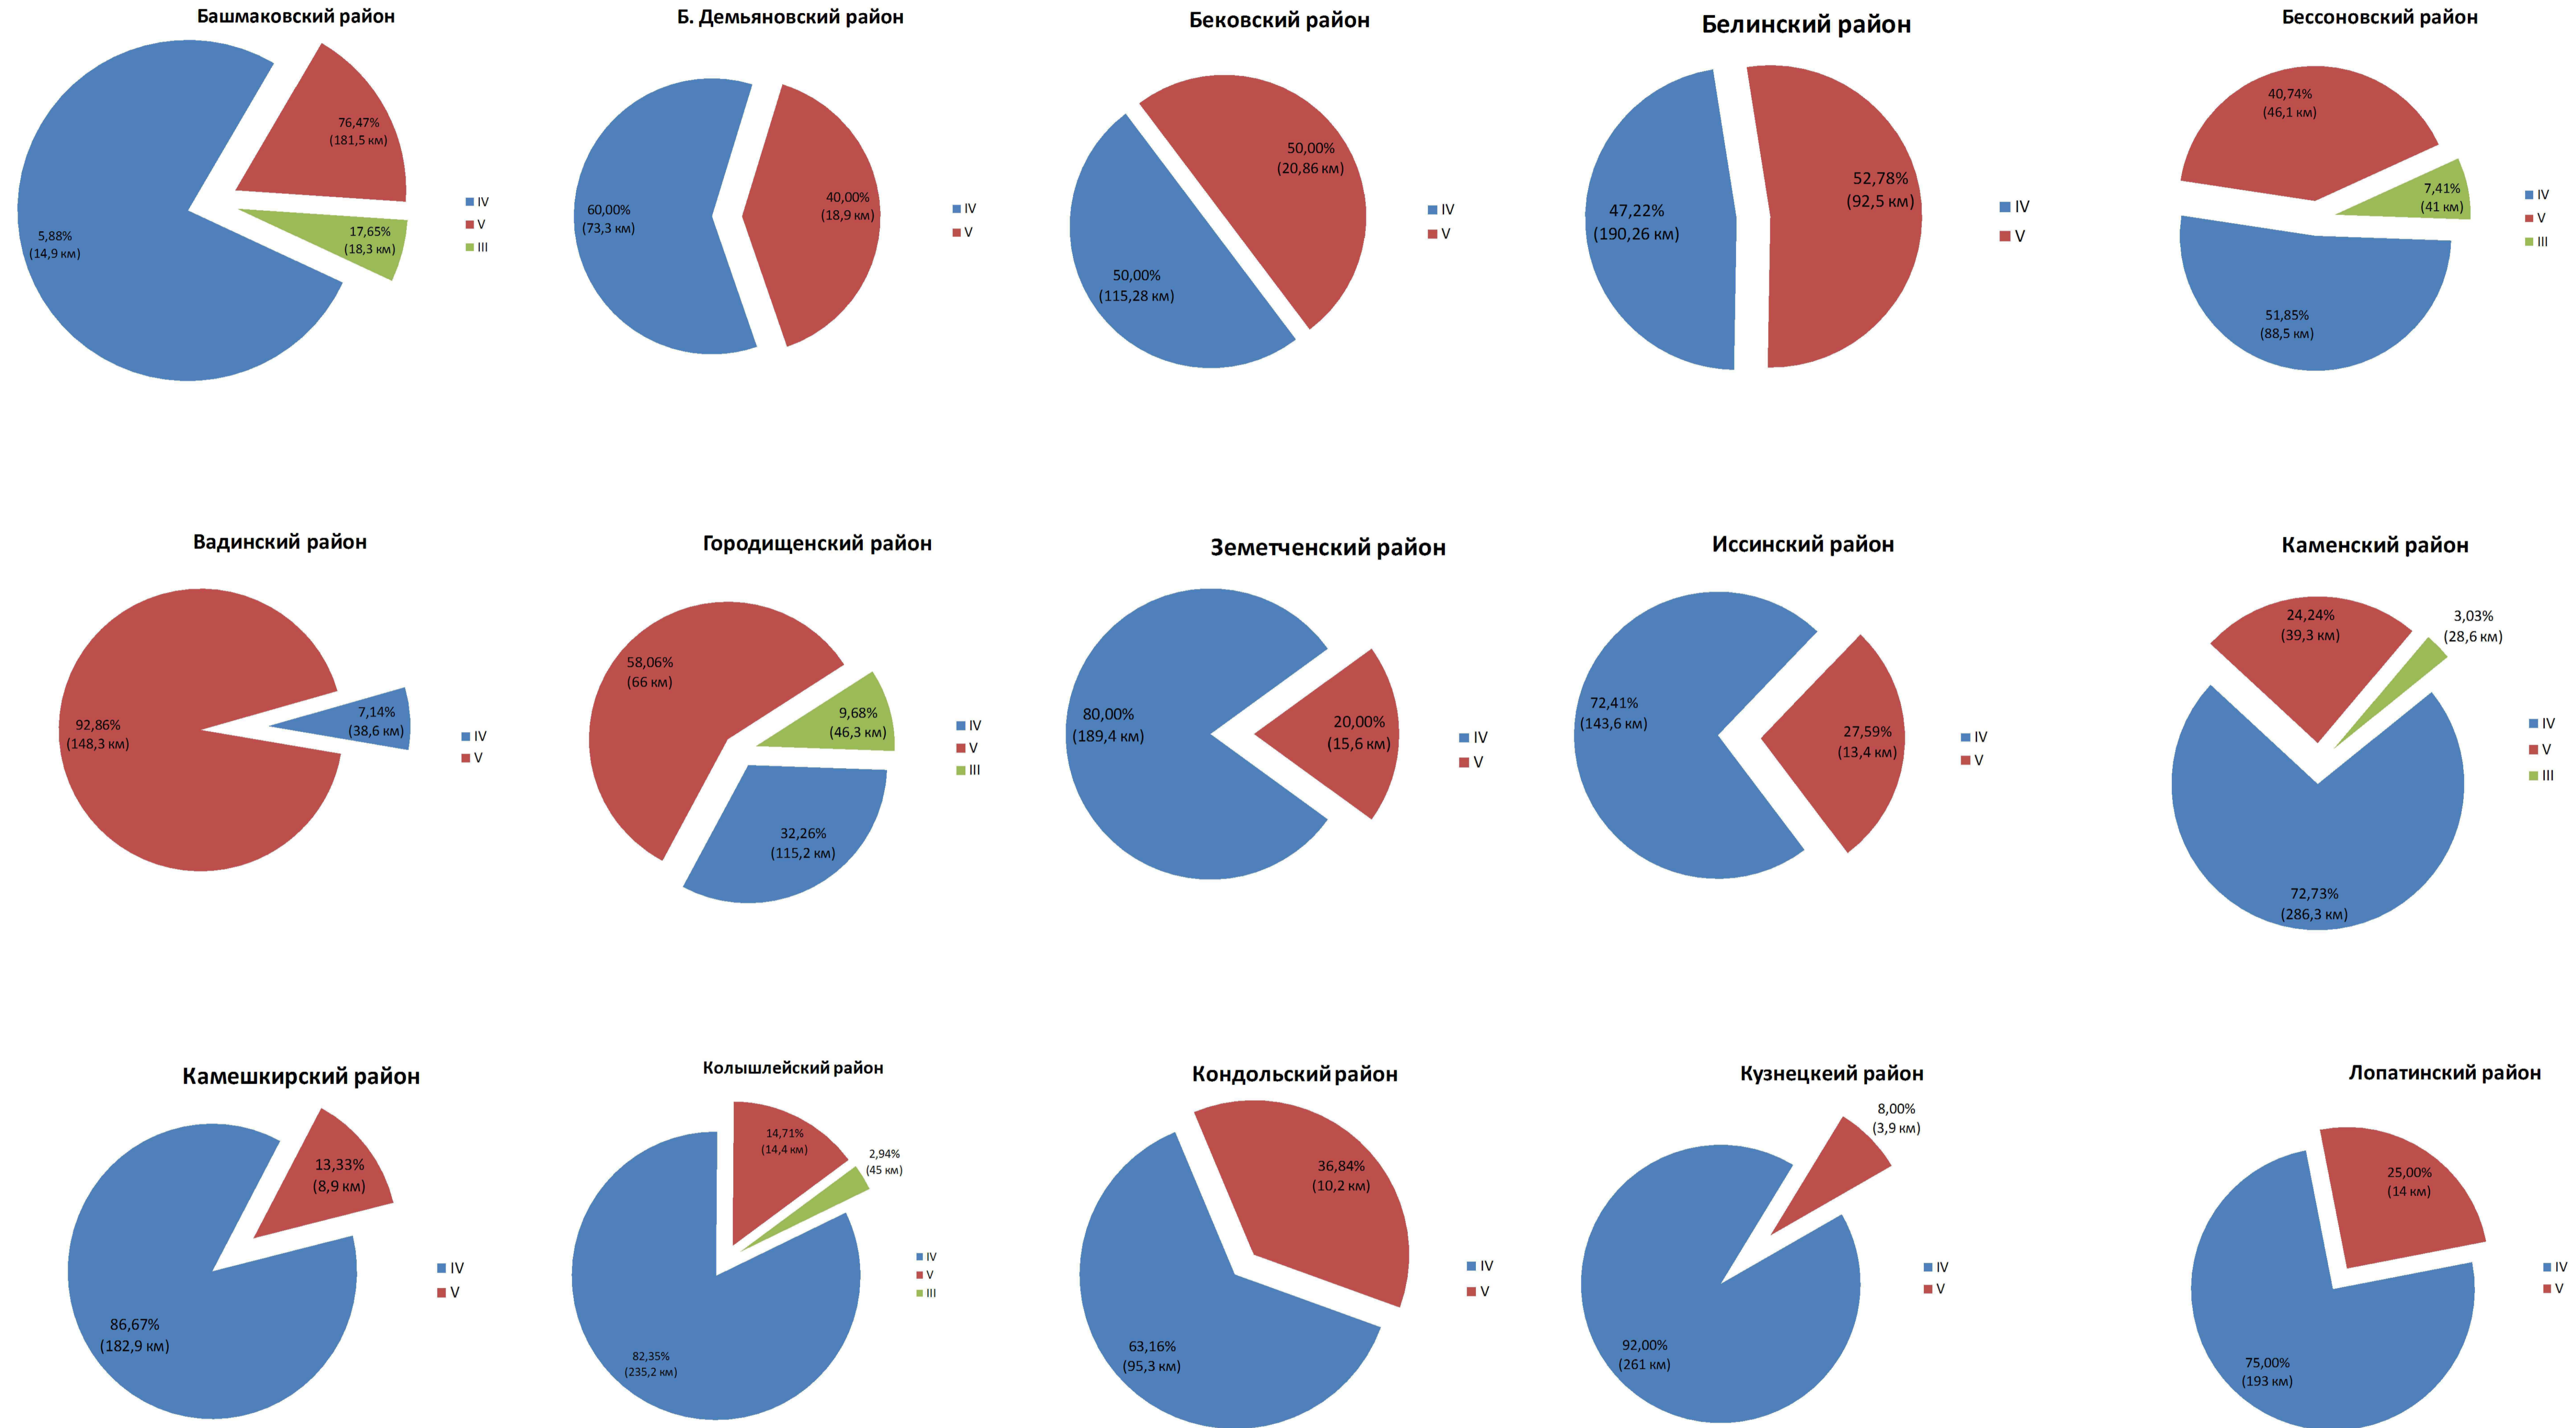 Башмаковский район
76,47%
(181,5 км)
5,88%
(14,9 км)
17,65%
(18,3 км)
IV
V
III
Б. Демьяновский район
60,00%
(73,3 км)
40,00%
(18,9 км)
IV
V
Бековский район
50,00%
(20,86 км)
50,00%
(115,28 км)
IV
V
Белинский район
52,78%
(92,5 км)
47,22%
(190,26 км)
IV
V
Бессоновский район
40,74%
(46,1 км)
7,41%
(41 км)
51,85%
(88,5 км)
IV
V
III
Вадинский район
92,86%
(148,3 км)
7,14%
(38,6 км)
IV
V
Городищенский район
58,06%
(66 км)
9,68%
(46,3 км)
32,26%
(115,2 км)
IV
V
III
Земетченский район
80,00%
(189,4 км)
20,00%
(15,6 км)
IV
V
Иссинский район
72,41%
(143,6 км)
27,59%
(13,4 км)
IV
V
Каменский район
24,24%
(39,3 км)
3,03%
(28,6 км)
72,73%
(286,3 км)
IV
V
III
Камешкирский район
13,33%
(8,9 км)
86,67%
(182,9 км)
IV
V
Колышлейский район
14,71%
(14,4 км)
2,94%
(45 км)
82,35%
(235,2 км)
IV
V
III
Кондольский район
36,84%
(10,2 км)
63,16%
(95,3 км)
IV
V
Кузнецкеий район
8,00%
(3,9 км)
92,00%
(261 км)
IV
V
Лопатинский район
25,00%
(14 км)
75,00%
(193 км)
IV
V